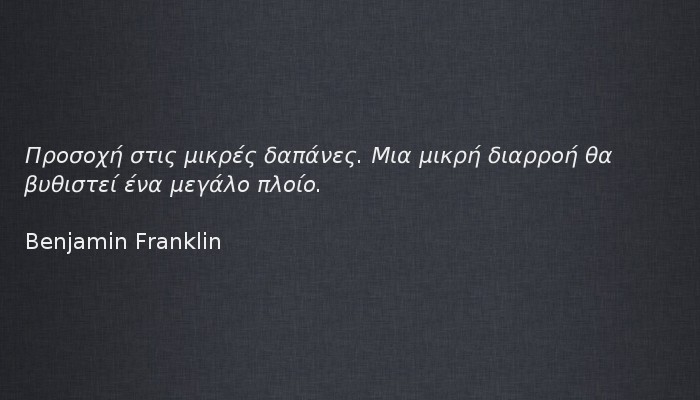 Προσοχή στις μικρές δαπάνες. Μια μικρή διαρροή θα
βυθιστεί ένα μεγάλο πλοίο.
Benjamin Franklin